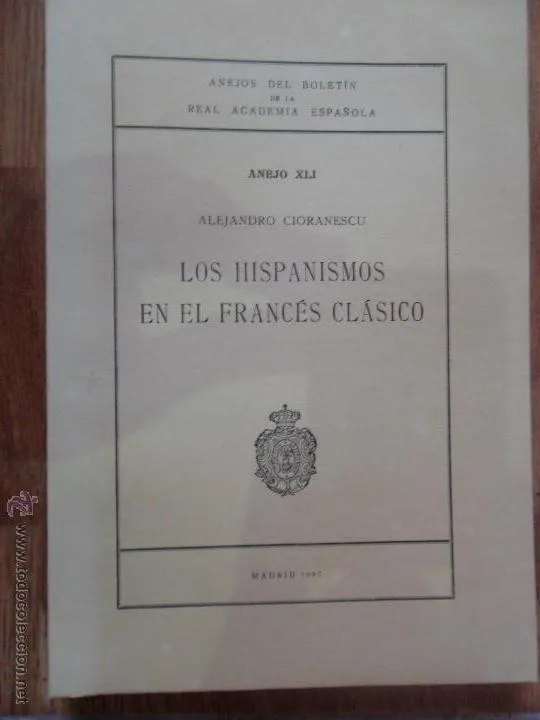 ANEJOS DEL BOLETÍN
DE LA
REAL ACADEMIA ESPAÑOLA
ANEJO XLI
ALEJANDRO CIORANESCU
LOS HISPANISMOS
EN EL FRANCÉS CLÁSICO
MADRID 1987
www.todocoleccion.net